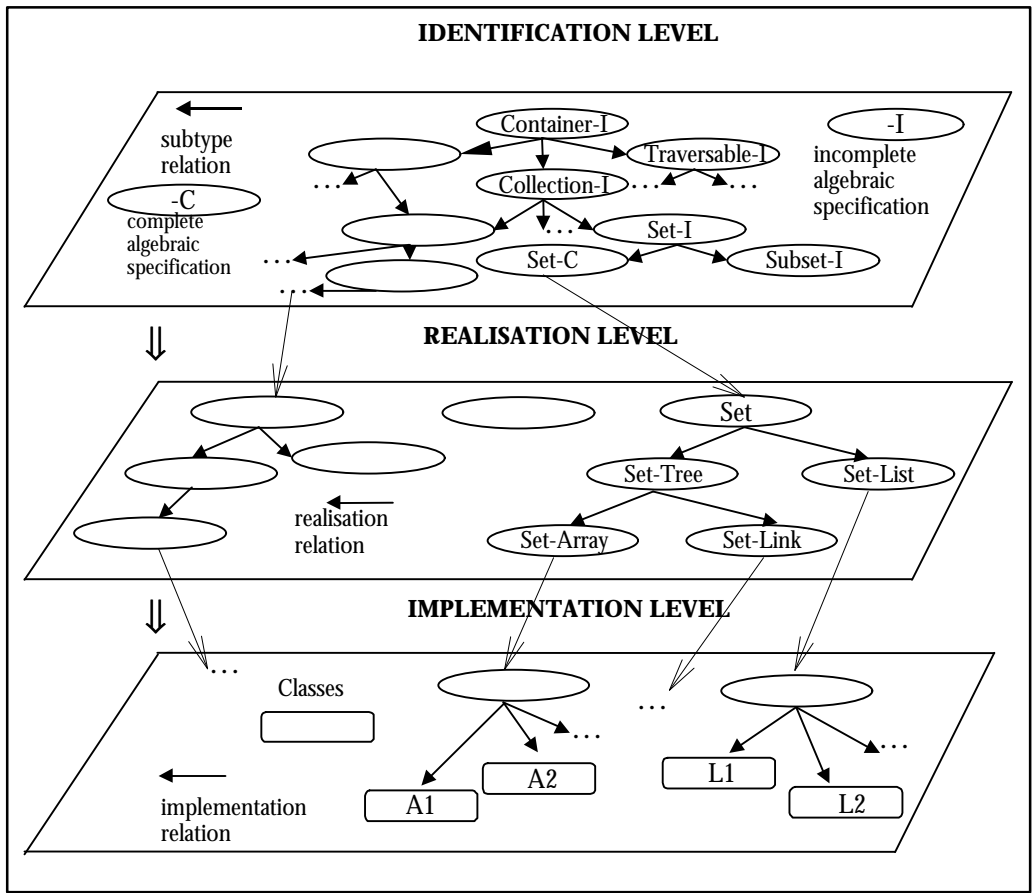 IDENTIFICATION LEVEL
Container-I
-I
subtype
relation
Traversable-I
incomplete
algebraic
specification
...
Collection-I
...
...
-C
complete
algebraic
specification
...
Set-I
...
Set-C
Subset-I
...
REALISATION LEVEL
⇓
Set
Set-Tree
Set-List
realisation
relation
Set-Array
Set-Link
⇓
IMPLEMENTATION LEVEL
...
Classes
...
...
...
L1
A2
A1
L2
implementation
relation